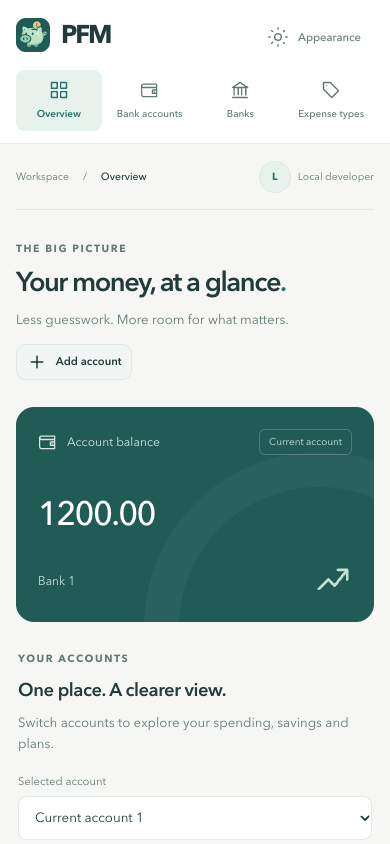 PFM
Appearance
Overview
Bank accounts
Banks
Expense types
Workspace / Overview
L
Local developer
THE BIG PICTURE
Your money, at a glance.
Less guesswork. More room for what matters.
Add account
Account balance
Current account
1200.00
Bank 1
YOUR ACCOUNTS
One place. A clearer view.
Switch accounts to explore your spending, savings and
plans.
Selected account
Current account 1